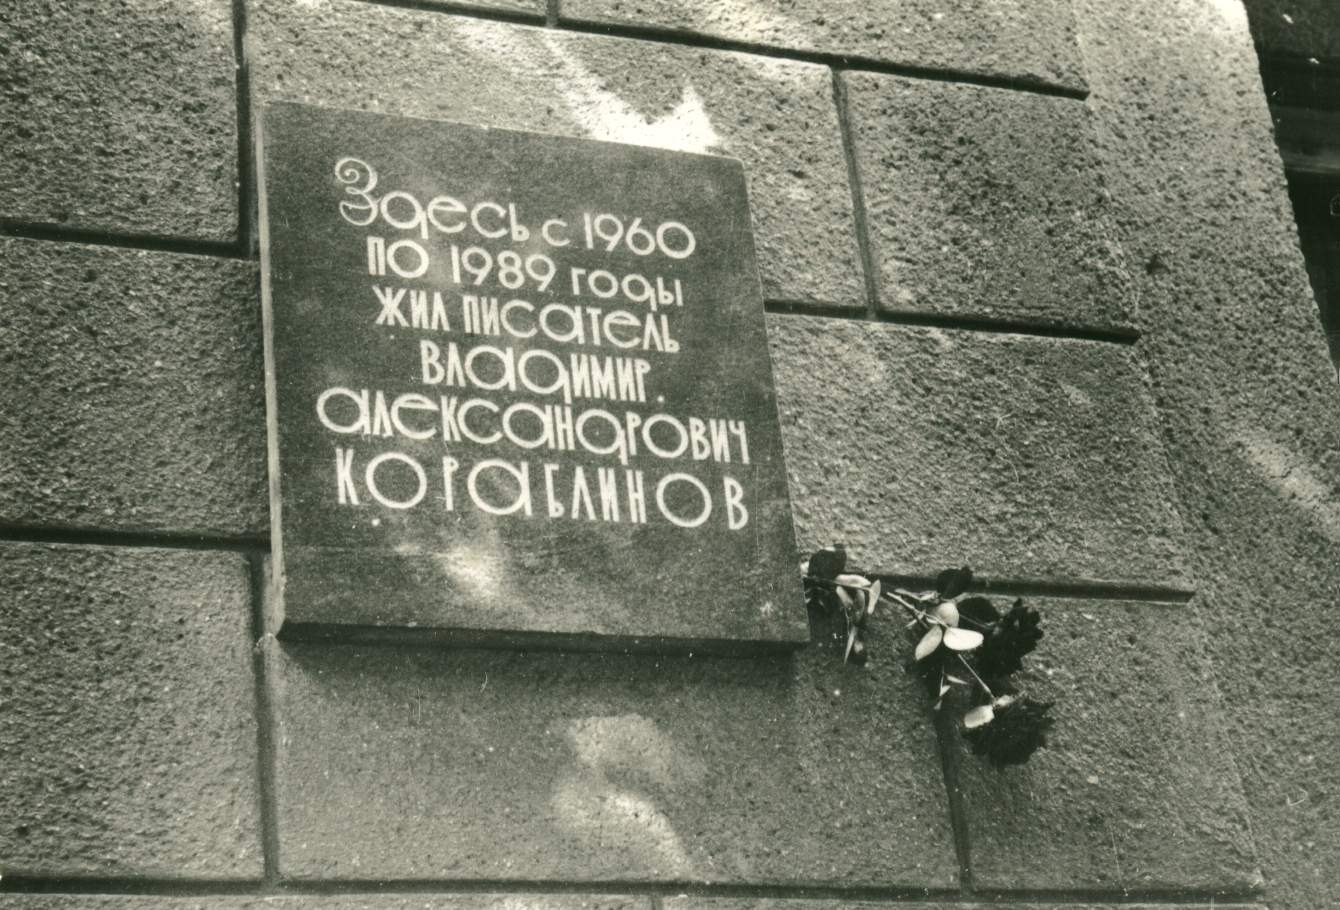 Здесь с 1960
по 1989 годы
жил писатель
Владимир
Александрович
Кораблинов